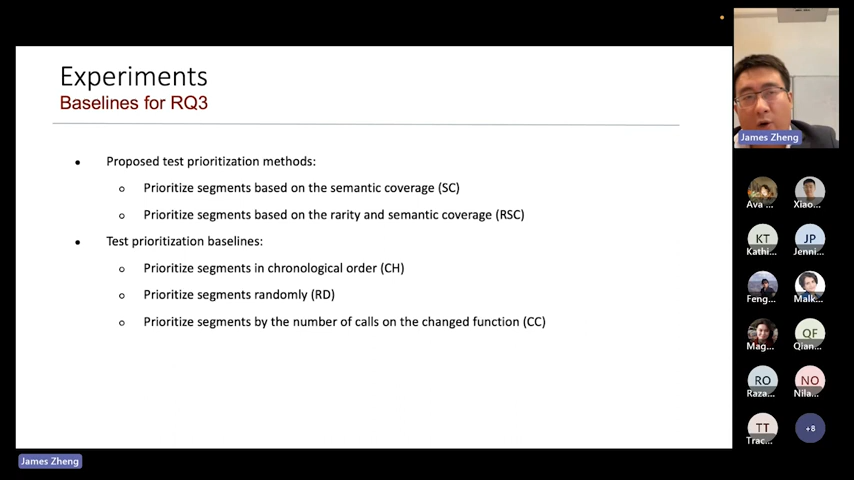 Experiments
Baselines for RQ3
Proposed test prioritization methods:
Prioritize segments based on the semantic coverage (SC)
Prioritize segments based on the rarity and semantic coverage (RSC)
Test prioritization baselines:
Prioritize segments in chronological order (CH)
Prioritize segments randomly (RD)
Prioritize segments by the number of calls on the changed function (CC)
James Zheng
James Zheng
Ava ...
Xiao...
KT
Kathi...
JP
Jenni...
Feng...
Malk...
Mag...
QF
Qian...
RO
Raza...
NO
Nila...
TT
Trac...
+8